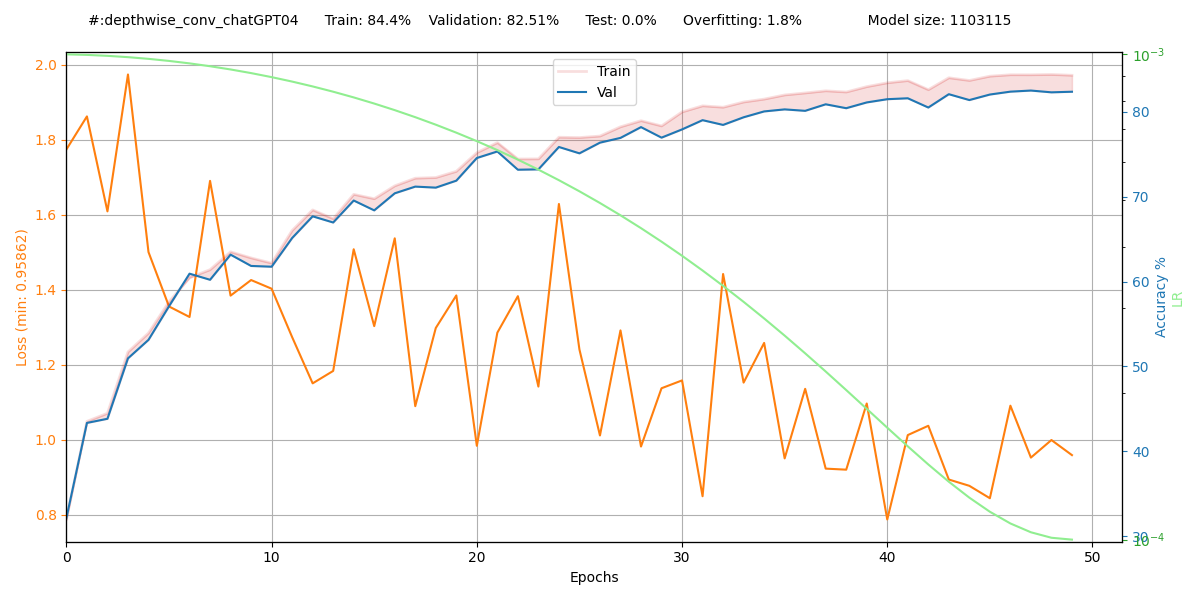 #:depthwise_conv_chatGPT04 Train: 84.4% Validation: 82.51% Test: 0.0% Overfitting: 1.8% Model size: 1103115
Train
Val
Loss (min: 0.95862)
2.0
1.8
1.6
1.4
1.2
1.0
0.8
0 10 20 30 40 50
Epochs
80
70
60
50
40
30
Accuracy %
10⁻³
10⁻⁴
LR